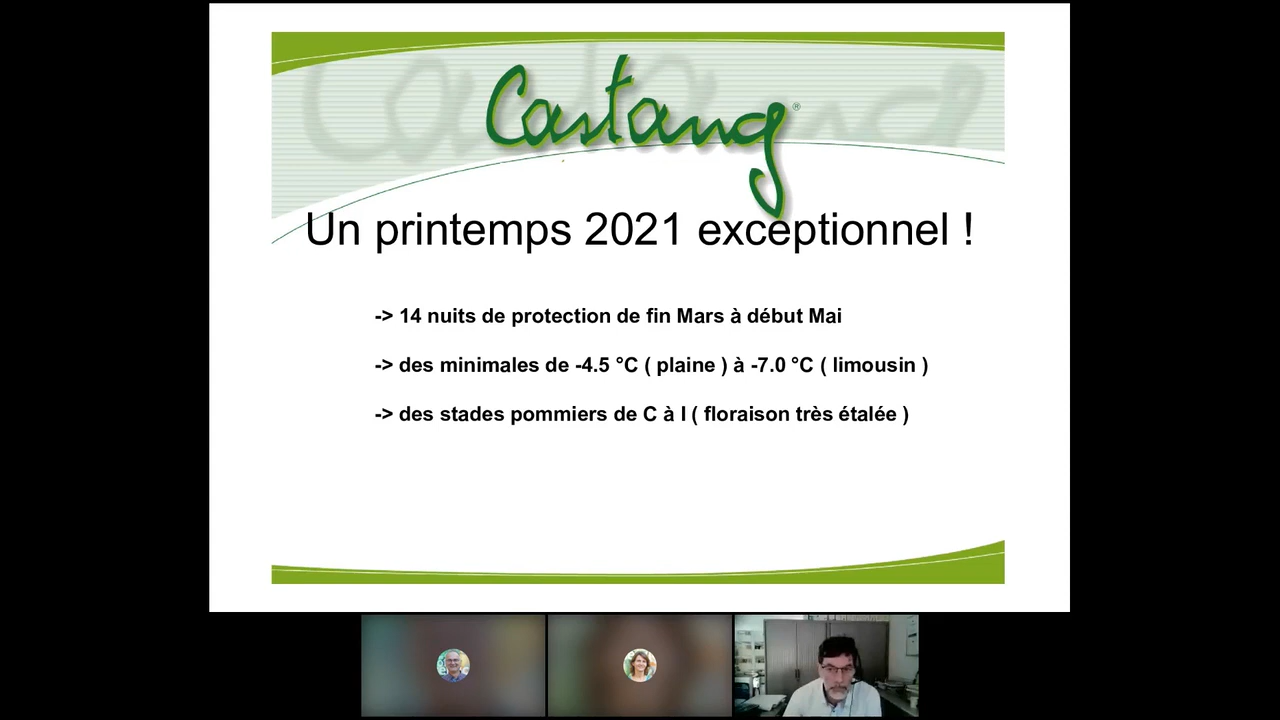 Castang®
Un printemps 2021 exceptionnel !
-> 14 nuits de protection de fin Mars à début Mai
-> des minimales de -4.5 °C ( plaine ) à -7.0 °C ( limousin )
-> des stades pommiers de C à I ( floraison très étalée )